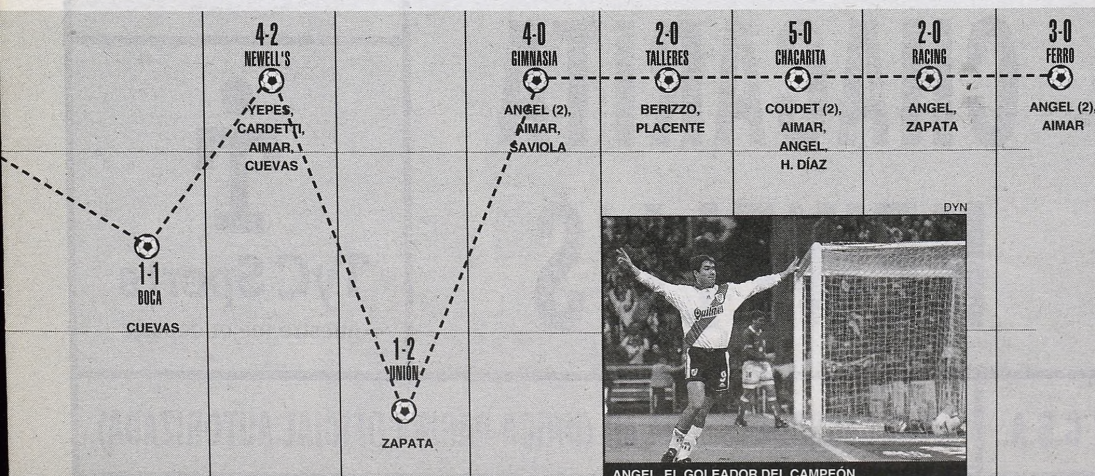 4-2
NEWELL'S
YEPES,
CARDETTI,
AIMAR,
CUEVAS
1-1
BOCA
CUEVAS
1-2
UNIÓN
ZAPATA
4-0
GIMNASIA
ANGEL (2),
AIMAR,
SAVIOLA
2-0
TALLERES
BERIZZO,
PLACENTE
5-0
CHACARITA
COUDET (2),
AIMAR,
ANGEL,
H. DÍAZ
2-0
RACING
ANGEL,
ZAPATA
3-0
FERRO
ANGEL (2),
AIMAR
DYN
Quilmes
ANGEL, EL GOLEADOR DEL CAMPEÓN